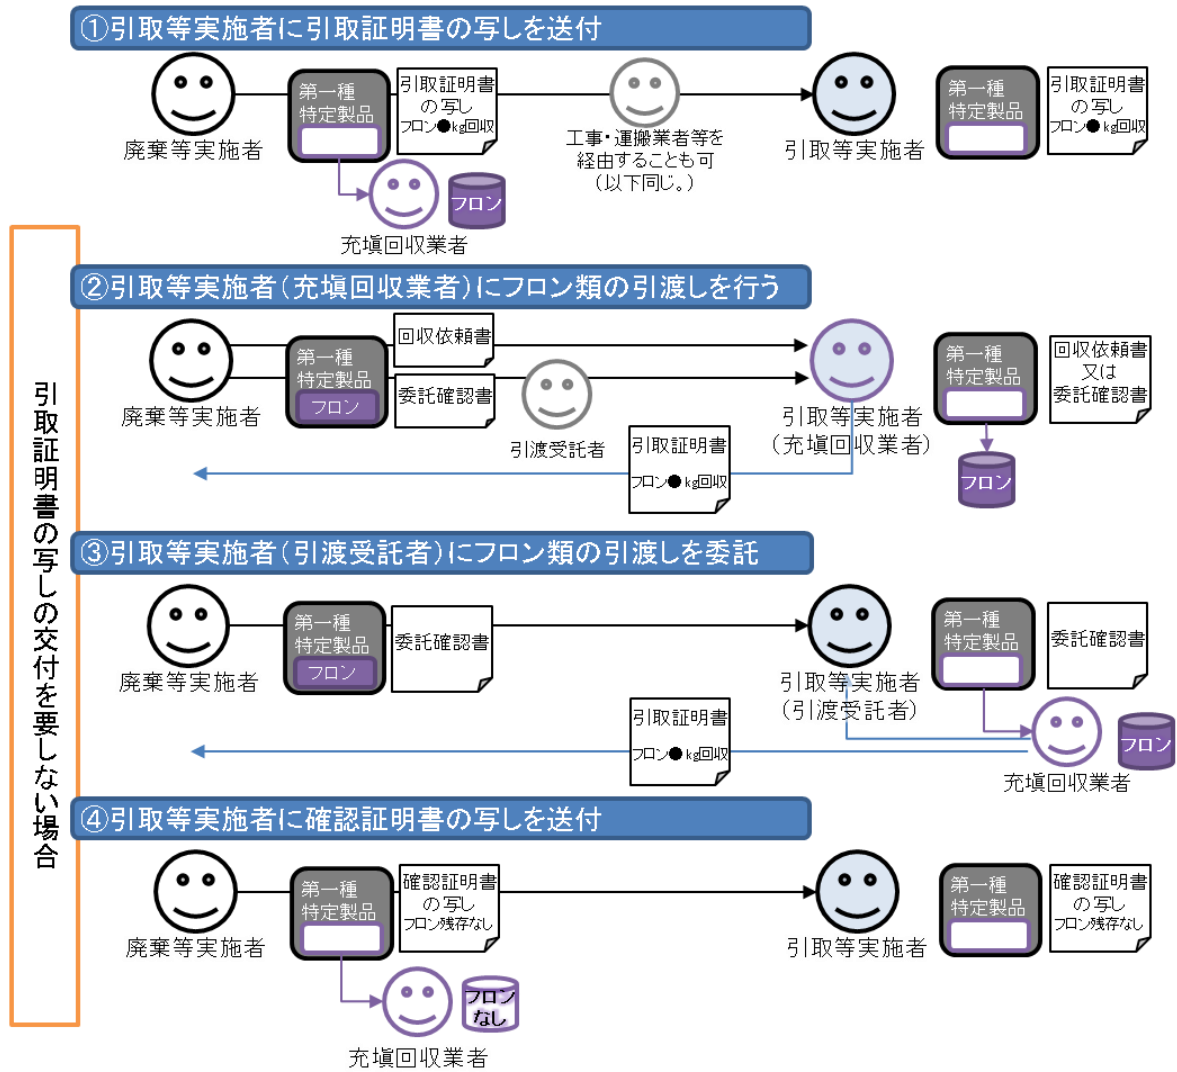 ①引取等実施者に引取証明書の写しを送付
第一種
特定製品
引取証明書
の写し
フロン●kg回収
廃棄等実施者
工事・運搬業者等を
経由することも可
（以下同じ。）
引取等実施者
第一種
特定製品
引取証明書
の写し
フロン●kg回収
フロン
充塡回収業者
引取証明書の写しの交付を要しない場合
②引取等実施者（充塡回収業者）にフロン類の引渡しを行う
回収依頼書
第一種
特定製品
フロン
委託確認書
廃棄等実施者
引渡受託者
引取等実施者
（充塡回収業者）
第一種
特定製品
回収依頼書
又は
委託確認書
フロン
引取証明書
フロン●kg回収
③引取等実施者（引渡受託者）にフロン類の引渡しを委託
第一種
特定製品
フロン
委託確認書
廃棄等実施者
引取等実施者
（引渡受託者）
第一種
特定製品
委託確認書
引取証明書
フロン●kg回収
フロン
充塡回収業者
④引取等実施者に確認証明書の写しを送付
第一種
特定製品
確認証明書
の写し
フロン残存なし
廃棄等実施者
引取等実施者
第一種
特定製品
確認証明書
の写し
フロン残存なし
フロン
なし
充塡回収業者